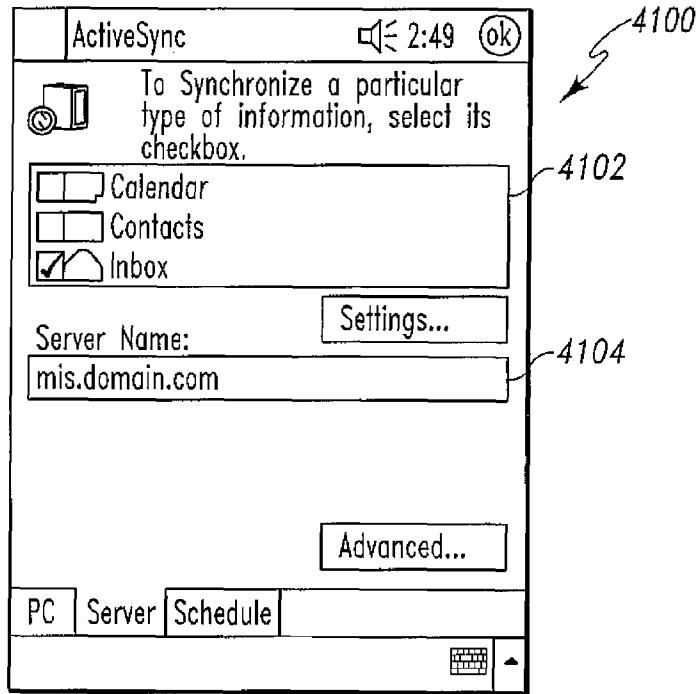 ActiveSync 2:49 ok
4100
To Synchronize a particular
type of information, select its
checkbox.
4102
Calendar
Contacts
Inbox
Settings...
Server Name:
4104
mis.domain.com
Advanced...
PC Server Schedule